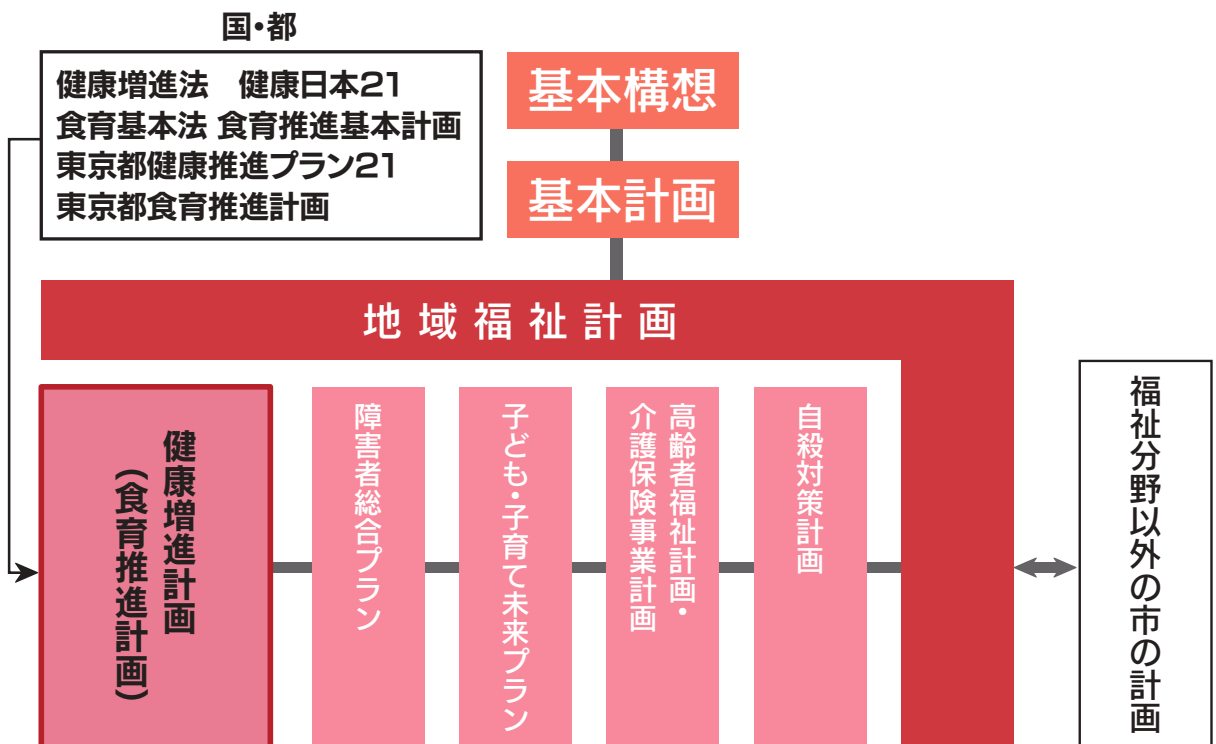 国・都
健康増進法　健康日本21
食育基本法 食育推進基本計画
東京都健康推進プラン21
東京都食育推進計画
基本構想
基本計画
地域福祉計画
健康増進計画
（食育推進計画）
障害者総合プラン
子ども・子育て未来プラン
高齢者福祉計画・
介護保険事業計画
自殺対策計画
福祉分野以外の市の計画